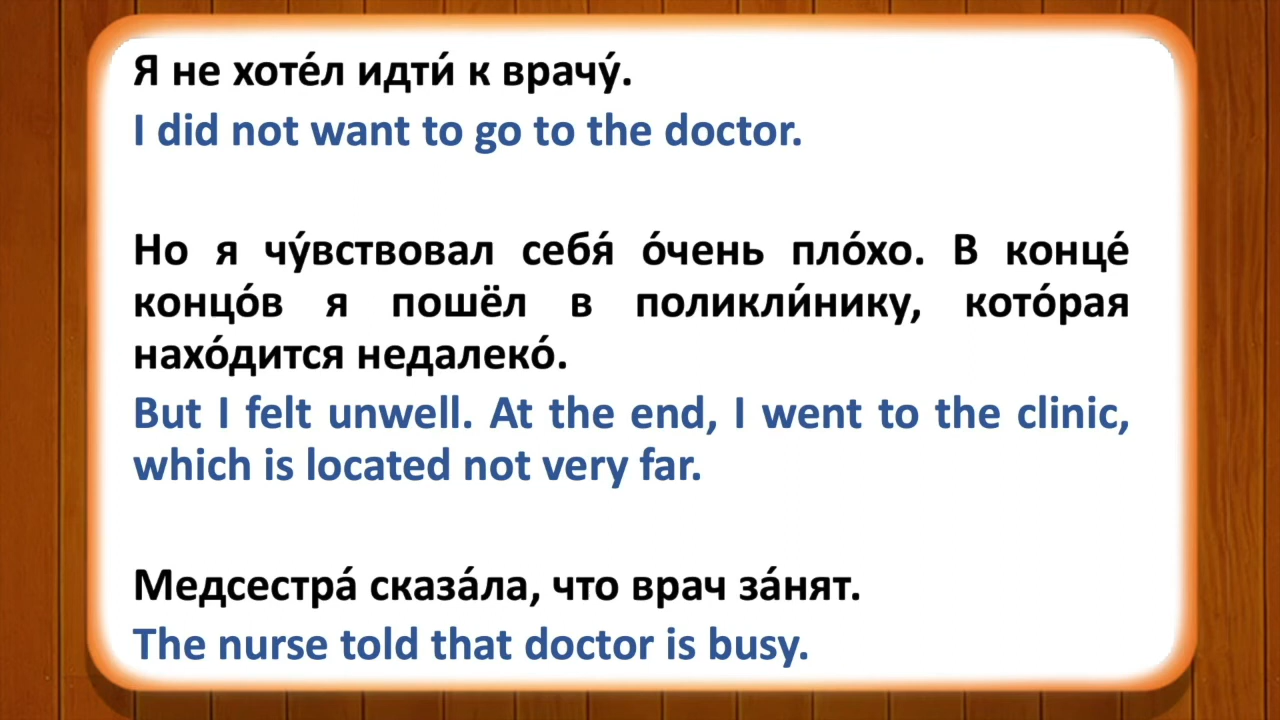 Я не хоте́л идти́ к врачу́.
I did not want to go to the doctor.
Но я чу́вствовал себя́ о́чень пло́хо. В конце́
концо́в я пошёл в поликли́нику, кото́рая
нахо́дится недалеко́.
But I felt unwell. At the end, I went to the clinic,
which is located not very far.
Медсестра́ сказа́ла, что врач за́нят.
The nurse told that doctor is busy.